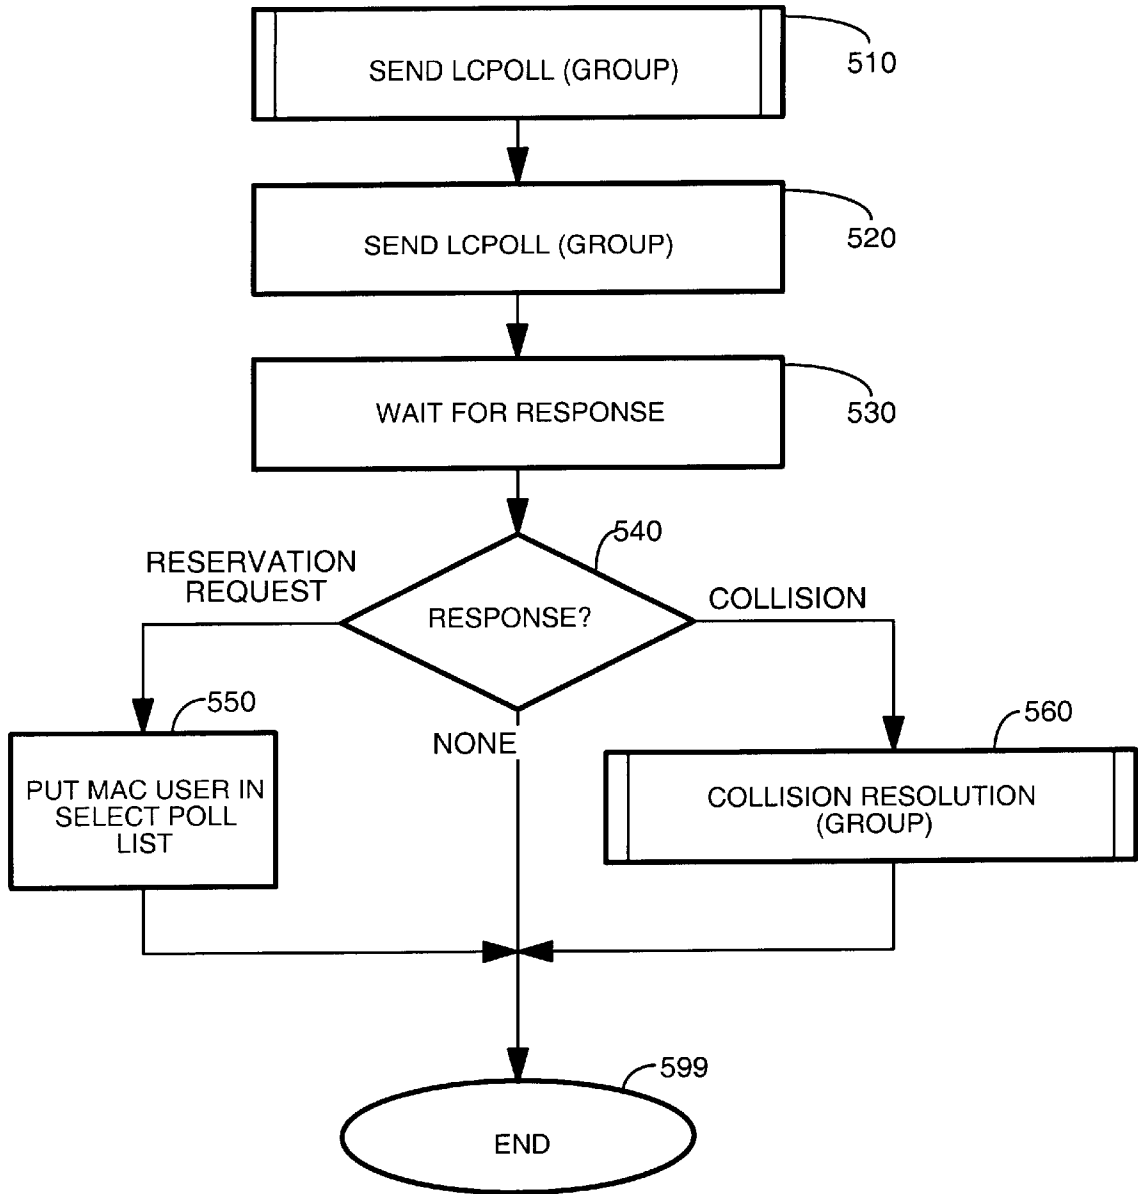 SEND LCPOLL (GROUP)
510
SEND LCPOLL (GROUP)
520
WAIT FOR RESPONSE
530
540
RESERVATION
REQUEST
RESPONSE?
COLLISION
550
NONE
560
PUT MAC USER IN
SELECT POLL
LIST
COLLISION RESOLUTION
(GROUP)
599
END